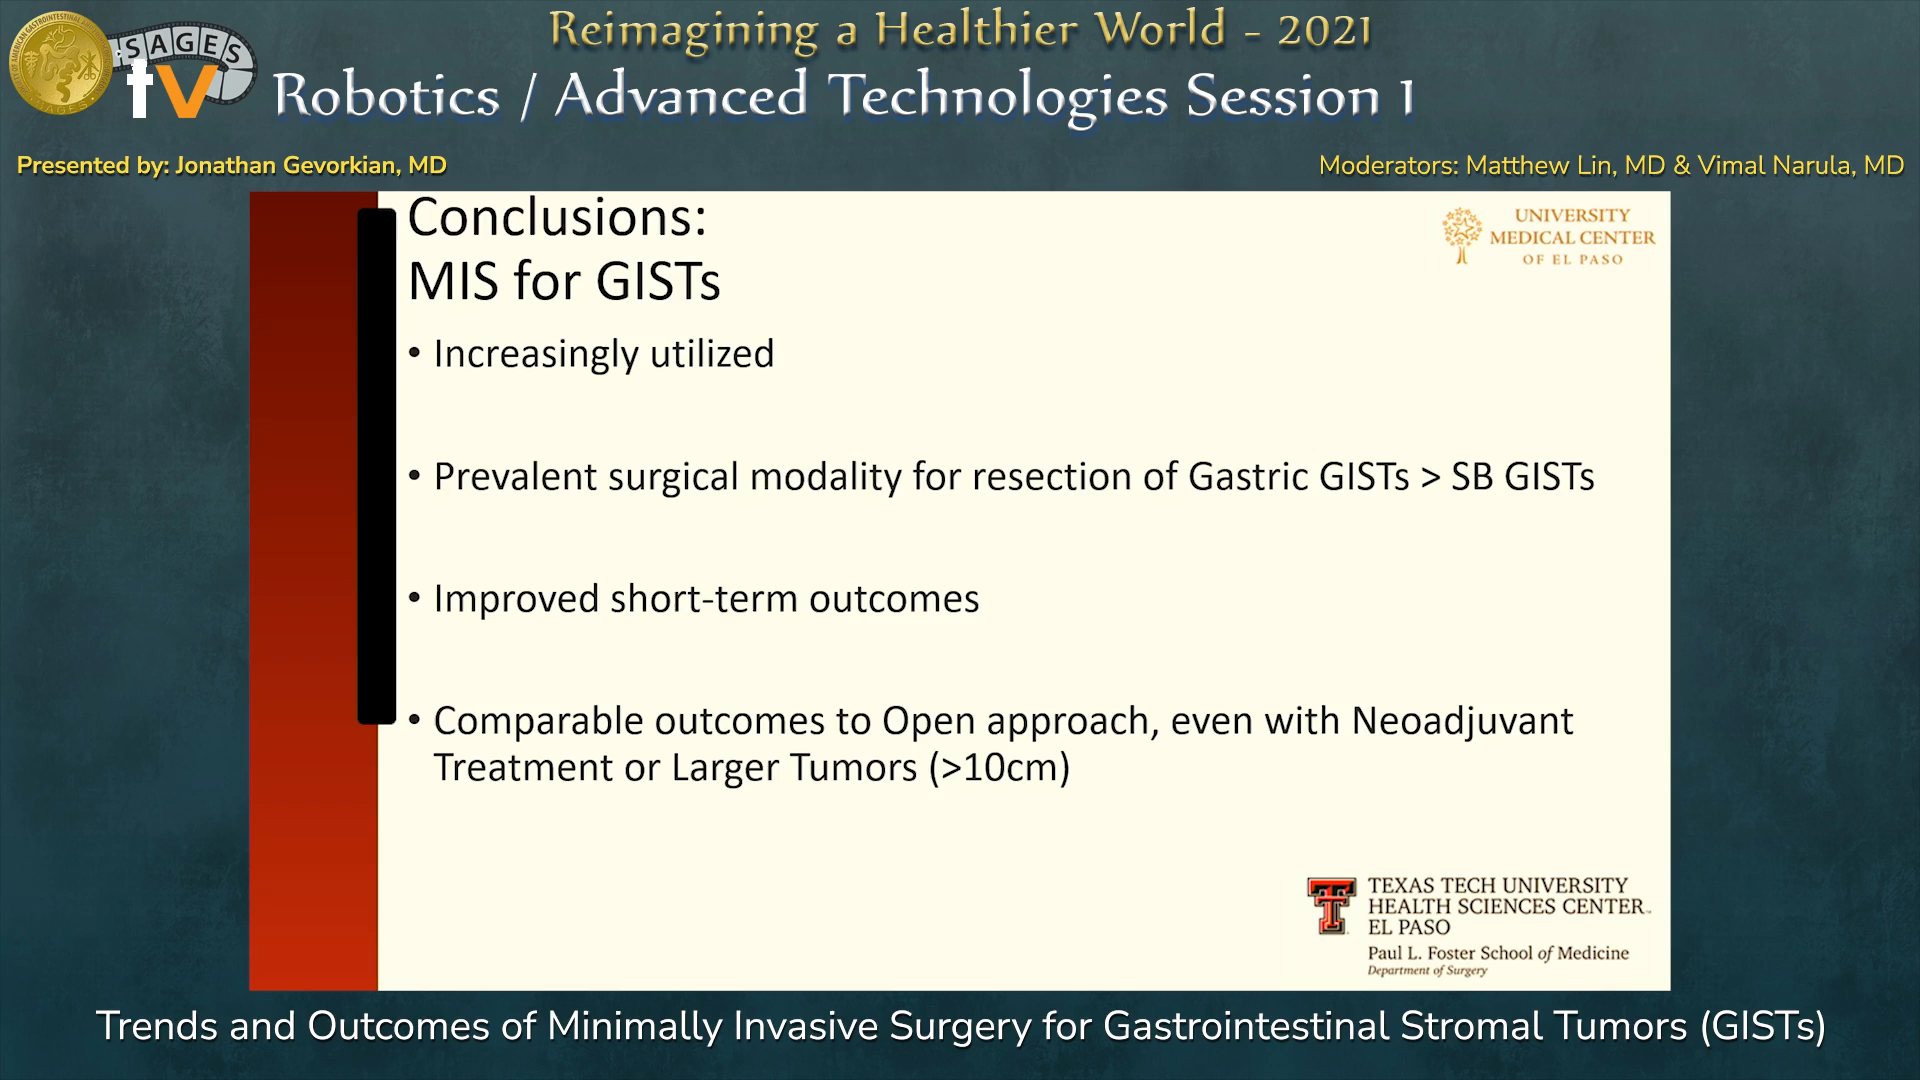 Reimagining a Healthier World - 2021
SAGES
tv
Robotics / Advanced Technologies Session 1
Presented by: Jonathan Gevorkian, MD
Moderators: Matthew Lin, MD & Vimal Narula, MD
Conclusions:
MIS for GISTs
UNIVERSITY
MEDICAL CENTER
OF EL PASO
• Increasingly utilized
• Prevalent surgical modality for resection of Gastric GISTs > SB GISTs
• Improved short-term outcomes
• Comparable outcomes to Open approach, even with Neoadjuvant
Treatment or Larger Tumors (>10cm)
TEXAS TECH UNIVERSITY
HEALTH SCIENCES CENTER
EL PASO
Paul L. Foster School of Medicine
Department of Surgery
Trends and Outcomes of Minimally Invasive Surgery for Gastrointestinal Stromal Tumors (GISTs)